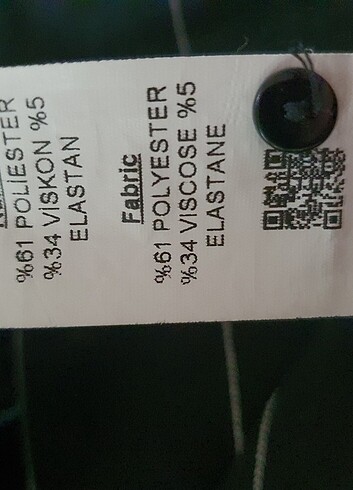 %61 POLIESTER
%34 VISKON %5
ELASTAN
Fabric
%61 POLYESTER
%34 VISCOSE %5
ELASTANE